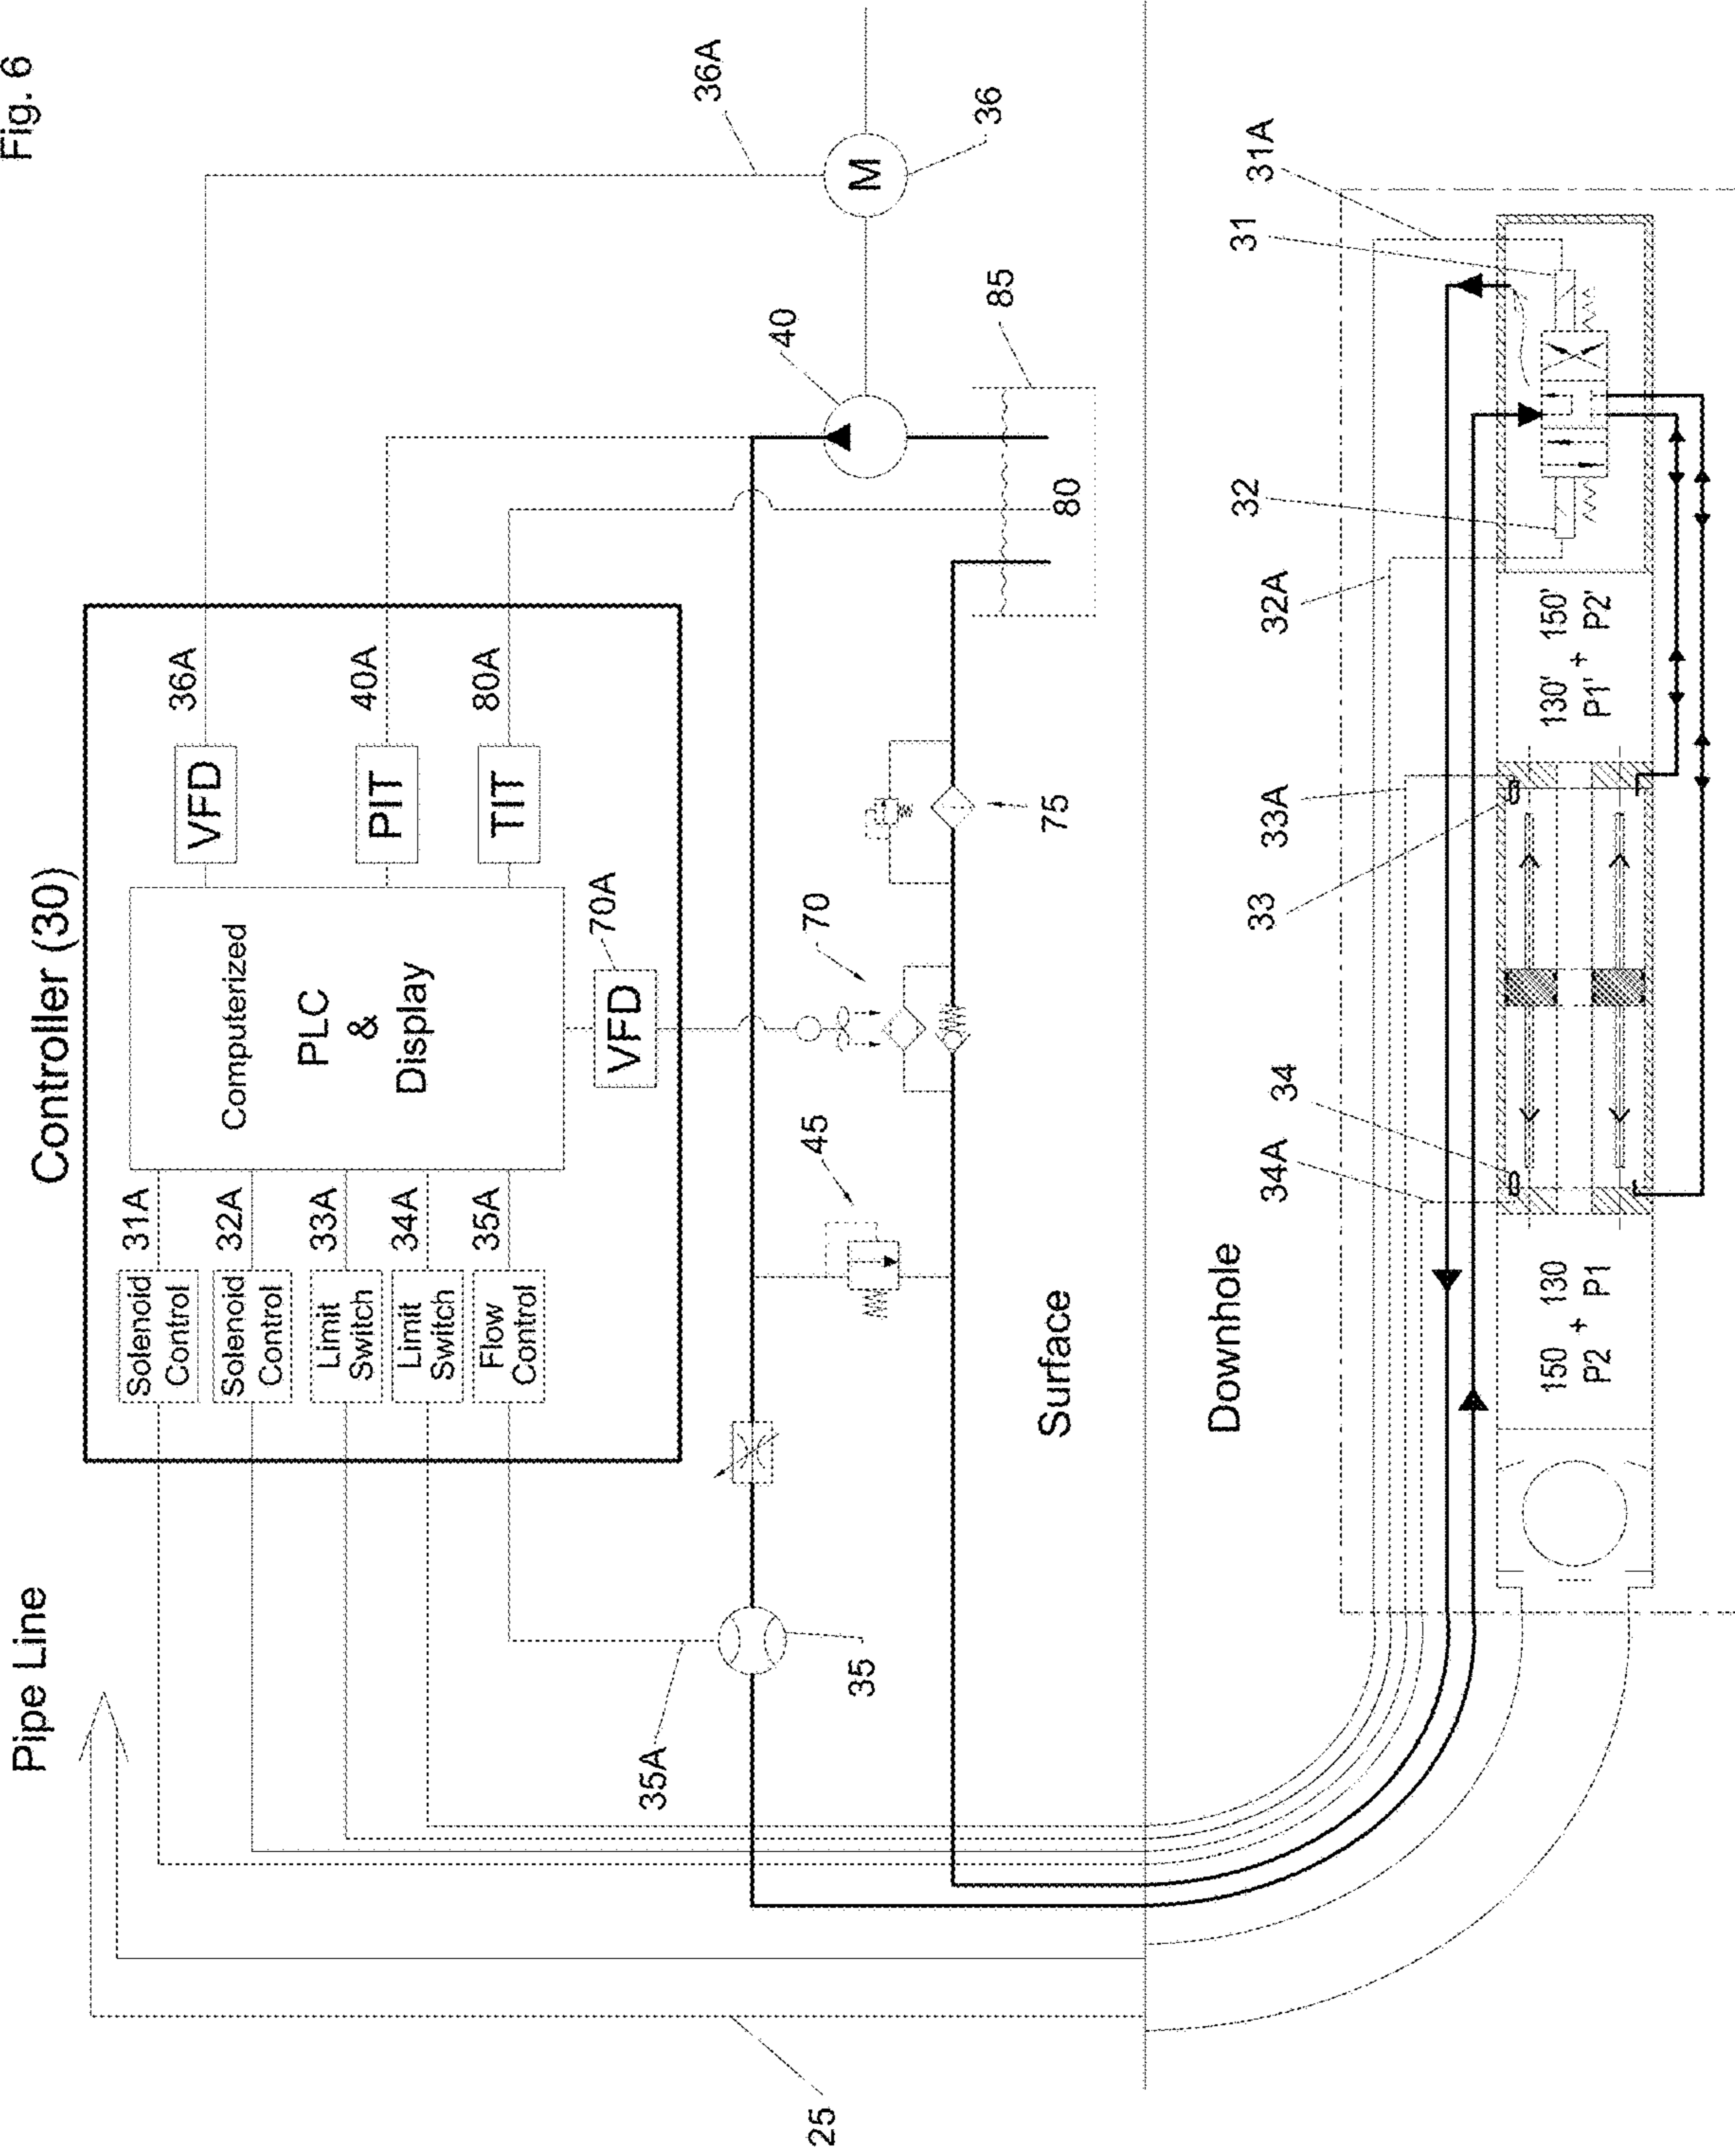 Fig. 6
Pipe Line
Controller (30)
31A
32A
33A
34A
35A
Solenoid
Control
Solenoid
Control
Limit
Switch
Limit
Switch
Flow
Control
Computerized
PLC
&
Display
VFD
PIT
TIT
36A
40A
80A
VFD
70A
36A
M
36
40
85
80
75
70
45
35
35A
25
Surface
Downhole
31A
31
32
32A
33A
33
34
34A
150 + 130
P2 P1
130' + 150'
P1' P2'